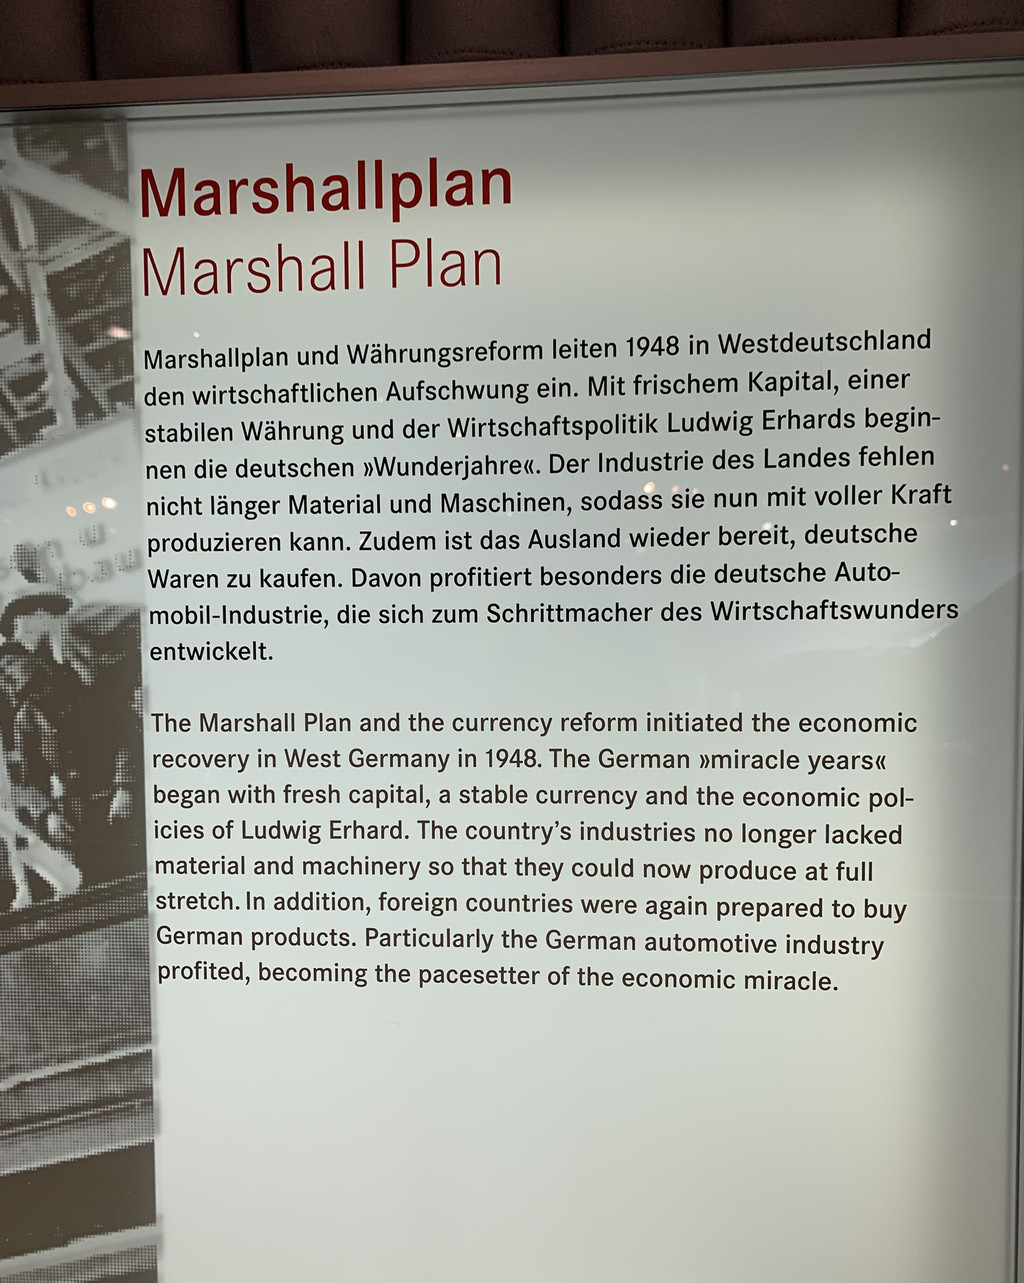 Marshallplan
Marshall Plan
Marshallplan und Währungsreform leiten 1948 in Westdeutschland
den wirtschaftlichen Aufschwung ein. Mit frischem Kapital, einer
stabilen Währung und der Wirtschaftspolitik Ludwig Erhards begin-
nen die deutschen »Wunderjahre«. Der Industrie des Landes fehlen
nicht länger Material und Maschinen, sodass sie nun mit voller Kraft
produzieren kann. Zudem ist das Ausland wieder bereit, deutsche
Waren zu kaufen. Davon profitiert besonders die deutsche Auto-
mobil-Industrie, die sich zum Schrittmacher des Wirtschaftswunders
entwickelt.
The Marshall Plan and the currency reform initiated the economic
recovery in West Germany in 1948. The German »miracle years«
began with fresh capital, a stable currency and the economic pol-
icies of Ludwig Erhard. The country's industries no longer lacked
material and machinery so that they could now produce at full
stretch. In addition, foreign countries were again prepared to buy
German products. Particularly the German automotive industry
profited, becoming the pacesetter of the economic miracle.